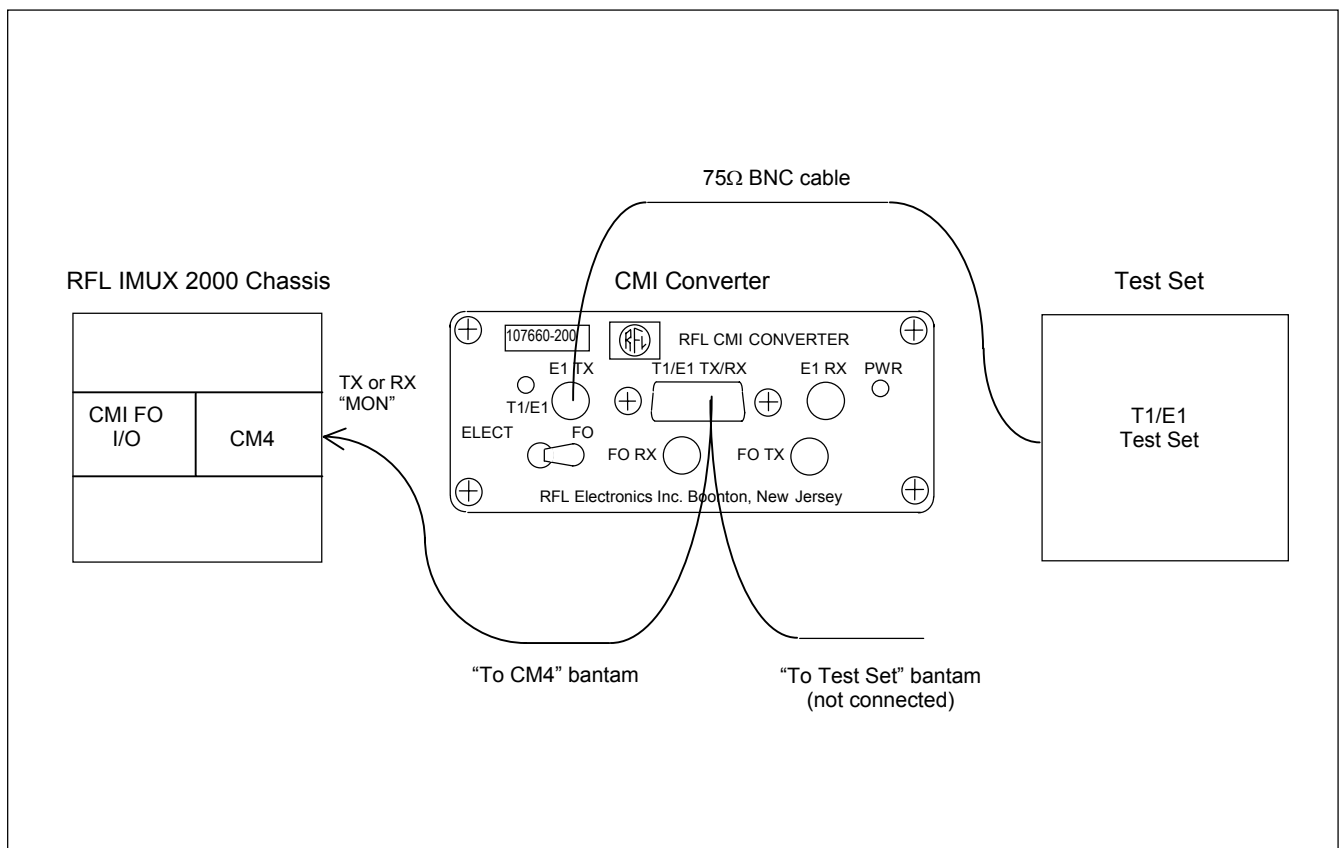 75Ω BNC cable
RFL IMUX 2000 Chassis
CMI Converter
Test Set
107660-200
RFL
RFL CMI CONVERTER
E1 TX
T1/E1 TX/RX
E1 RX
PWR
T1/E1
ELECT
FO
FO RX
FO TX
RFL Electronics Inc. Boonton, New Jersey
TX or RX
“MON”
CMI FO
I/O
CM4
T1/E1
Test Set
“To CM4” bantam
“To Test Set” bantam
(not connected)